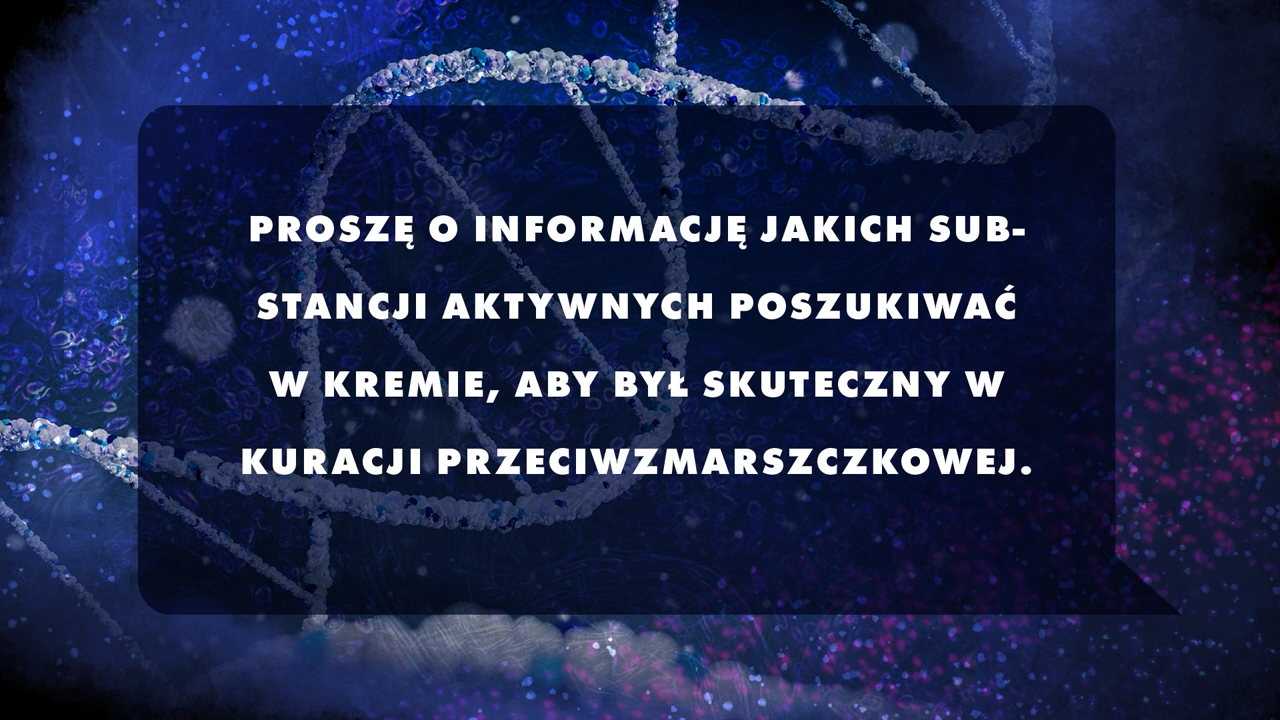 PROSZĘ O INFORMACJĘ JAKICH SUB-
STANCJI AKTYWNYCH POSZUKIWAĆ
W KREMIE, ABY BYŁ SKUTECZNY W
KURACJI PRZECIWZMARSZCZKOWEJ.